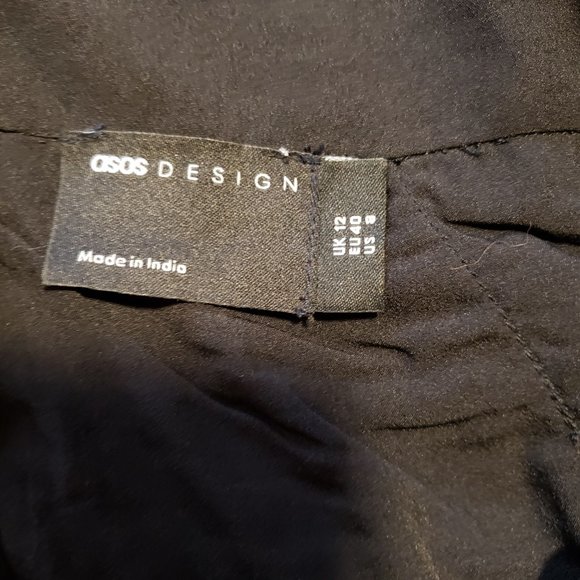 asos DESIGN
Made in India
UK 12
EU 40
US 8